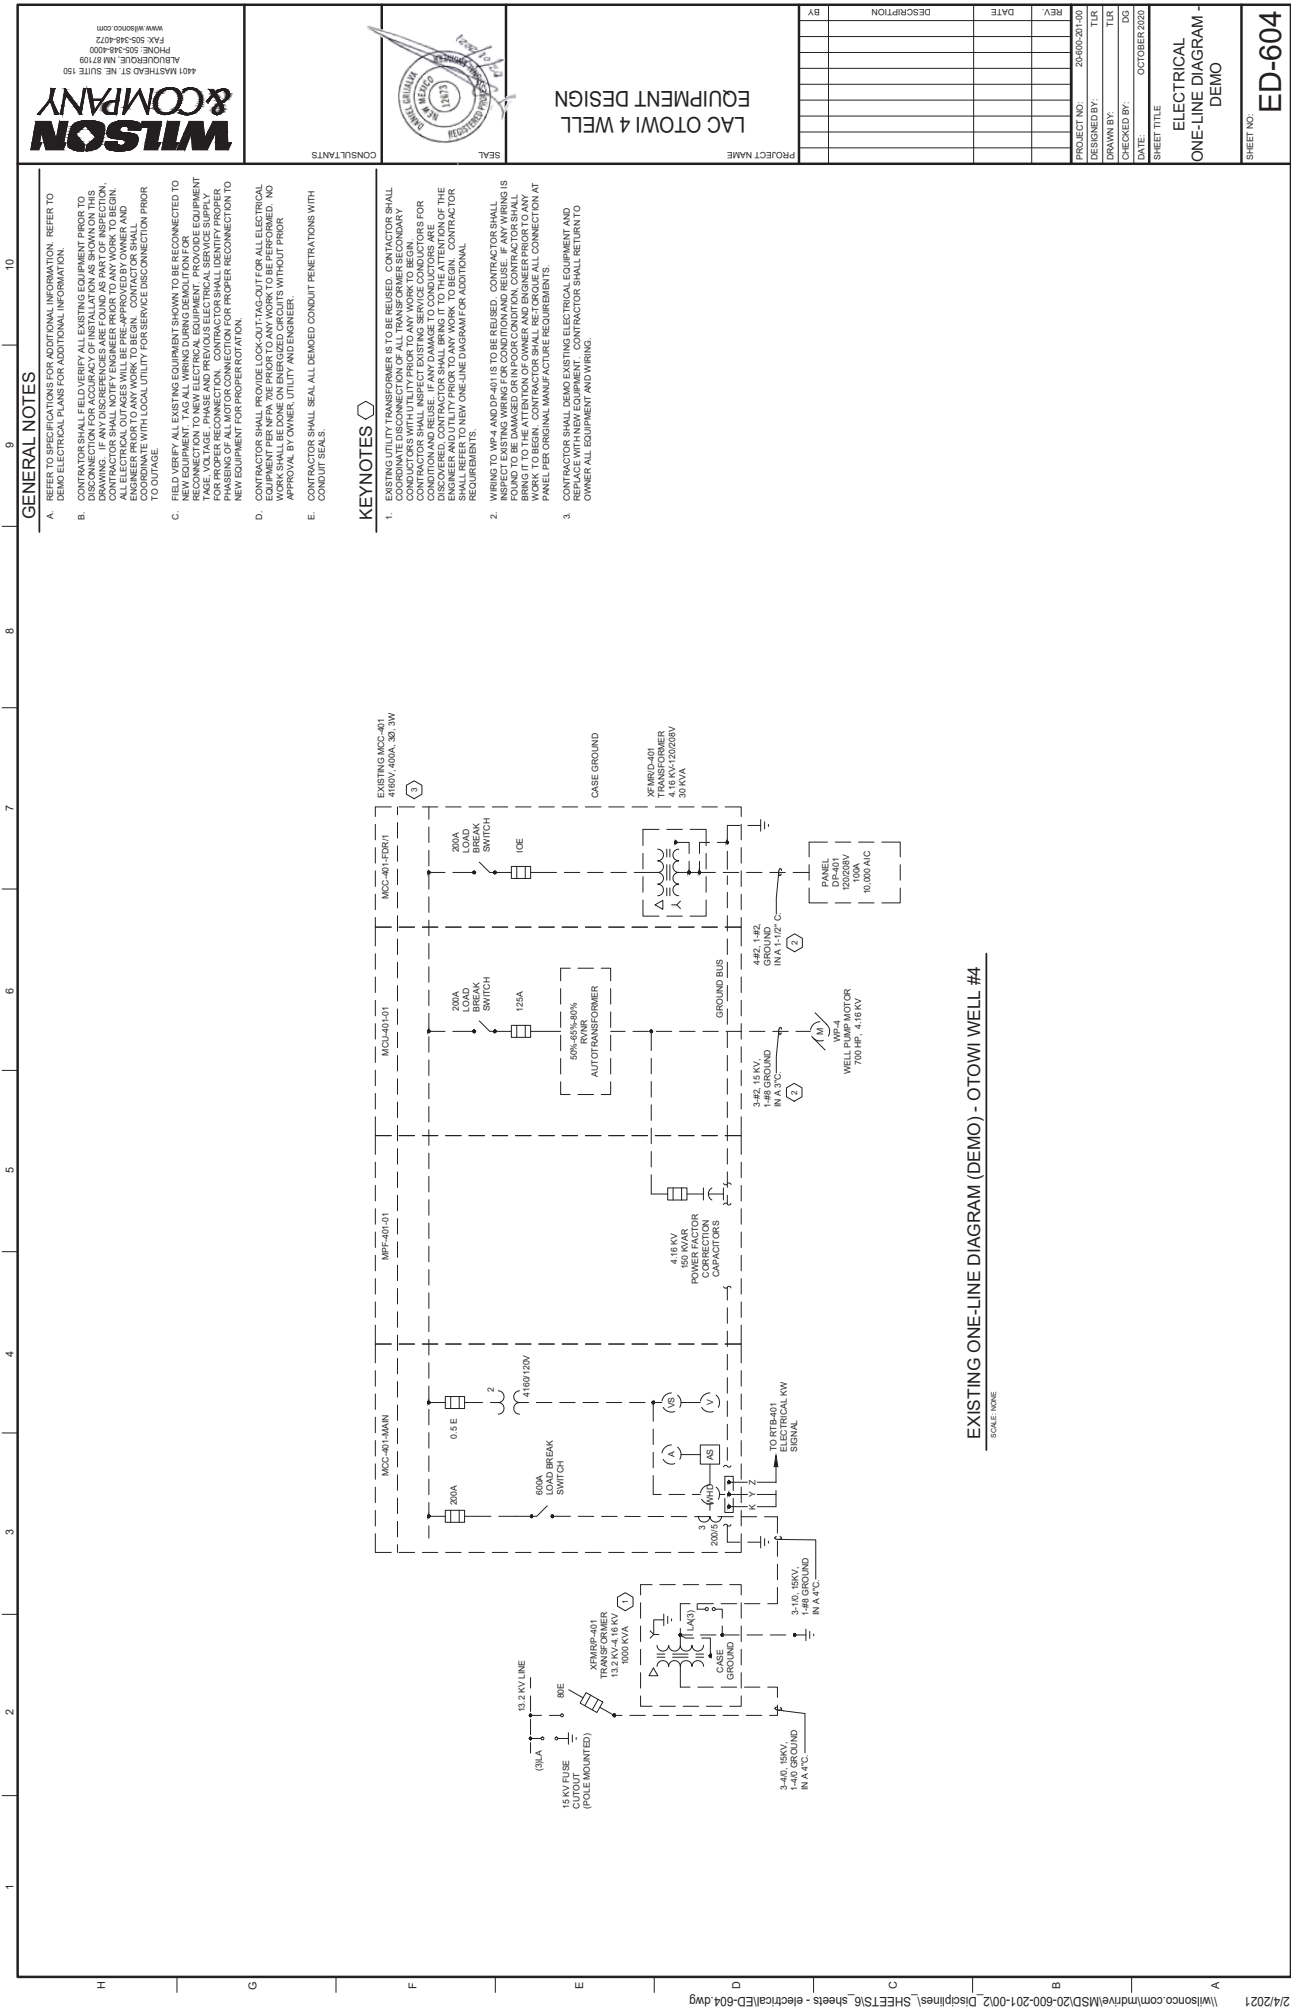 1
2
3
4
5
6
7
8
9
10
H
G
F
E
D
C
B
A
GENERAL NOTES
A. REFER TO SPECIFICATIONS FOR ADDITIONAL INFORMATION. REFER TO
DEMO ELECTRICAL PLANS FOR ADDITIONAL INFORMATION.
B. CONTRATOR SHALL FIELD VERIFY ALL EXISTING EQUIPMENT PIROR TO
DISCONNECTION FOR ACCURACY OF INSTALLATION AS SHOWN ON THIS
DRAWING. IF ANY DISCREPENCIES ARE FOUND AS PART OF INSPECTION,
CONTRACTOR SHALL NOTIFY ENGINEER PRIOR TO ANY WORK TO BEGIN.
ALL ELECTRICAL OUTAGES WILL BE PRE-APPROVED BY OWNER AND
ENGINEER PRIOR TO ANY WORK TO BEGIN. CONTACTOR SHALL
COORDINATE WITH LOCAL UTILITY FOR SERVICE DISCONNECTION PRIOR
TO OUTAGE.
C. FIELD VERIFY ALL EXISTING EQUIPMENT SHOWN TO BE RECONNECTED TO
NEW EQUIPMENT. TAG ALL WIRING DURING DEMOLITION FOR
RECONNECTION TO NEW ELECTRICAL EQUIPMENT. PROVOIDE EQUIPMENT
TAGE, VOLTAGE, PHASE AND PREVIOUS ELECTRICAL SERVICE SUPPLY
FOR PROPER RECONNECTION. CONTRACTOR SHALL IDENTIFY PROPER
PHASEING OF ALL MOTOR CONNECTION FOR PROPER RECONNECTION TO
NEW EQUIPMENT FOR PROPER ROTATION.
D. CONTRACTOR SHALL PROVIDE LOCK-OUT-TAG-OUT FOR ALL ELECTRICAL
EQUIPMENT PER NFPA 70E PRIOR TO ANY WORK TO BE PERFORMED. NO
WORK SHALL BE DONE ON ENERGIZED CIRCUITS WITHOUT PRIOR
APPROVAL BY OWNER, UTILITY AND ENGINEER.
E. CONTRACTOR SHALL SEAL ALL DEMOED CONDUIT PENETRATIONS WITH
CONDUIT SEALS.
KEYNOTES
1. EXISTING UTILITY TRANSFORMER IS TO BE REUSED. CONTACTOR SHALL
COORDINATE DISCONNECTION OF ALL TRANSFORMER SECONDARY
CONDUCTORS WITH UTILITY PRIOR TO ANY WORK TO BEGIN.
CONTRACTOR SHALL INSPECT EXISTING SERVICE CONDUCTORS FOR
CONDITION AND REUSE. IF ANY DAMAGE TO CONDUCTORS ARE
DISCOVERED, CONTRACTOR SHALL BRING IT TO THE ATTENTION OF THE
ENGINEER AND UTILITY PRIOR TO ANY WORK TO BEGIN. CONTRACTOR
SHALL REFER TO NEW ONE-LINE DIAGRAM FOR ADDITIONAL
REQUIREMENTS.
2. WIRING TO WP-4 AND DP-401 IS TO BE REUSED. CONTRACTOR SHALL
INSPECT EXISTING WIRING FOR CONDITION AND REUSE. IF ANY WIRING IS
FOUND TO BE DAMAGED OR IN POOR CONDITION, CONTRACTOR SHALL
BRING IT TO THE ATTENTION OF OWNER AND ENGINEER PRIOR TO ANY
WORK TO BEGIN. CONTRACTOR SHALL RE-TORQUE ALL CONNECTION AT
PANEL PER ORIGINAL MANUFACTURE REQUIREMENTS.
3. CONTRACTOR SHALL DEMO EXISTING ELECTRICAL EQUIPMENT AND
REPLACE WITH NEW EQUIPMENT. CONTRACTOR SHALL RETURN TO
OWNER ALL EQUIPMENT AND WIRING.
13.2 KV LINE
(3)LA
80E
15 KV FUSE
CUTOUT
(POLE MOUNTED)
XFMR/P-401
TRANSFORMER
13.2 KV-4.16 KV
1000 KVA
1
LA(3)
CASE
GROUND
3-4/0, 15KV,
1-4/0 GROUND
IN A 4"C.
3-1/0, 15KV,
1-#8 GROUND
IN A 4"C.
MCC-401-MAIN
200A
0.5 E
2
4160/120V
600A
LOAD BREAK
SWITCH
VS
V
A
AS
WHD
3
200/5
K
Y
Z
TO RTB-401
ELECTRICAL KW
SIGNAL
MPF-401-01
4.16 KV
150 KVAR
POWER FACTOR
CORRECTION
CAPACITORS
MCU-401-01
200A
LOAD
BREAK
SWITCH
125A
50%-65%-80%
RVNR
AUTOTRANSFORMER
GROUND BUS
3-#2, 15 KV,
1-#8 GROUND
IN A 3"C.
2
M
WP-4
WELL PUMP MOTOR
700 HP, 4.16 KV
MCC-401-FDR/1
EXISTING MCC-401
4160V, 400A, 3Ø, 3W
3
200A
LOAD
BREAK
SWITCH
10E
CASE GROUND
XFMR/D-401
TRANSFORMER
4.16 KV-120/208V
30 KVA
4-#2, 1-#2,
GROUND
IN A 1-1/2" C.
2
PANEL
DP-401
120/208V
100A
10,000 AIC
EXISTING ONE-LINE DIAGRAM (DEMO) - OTOWI WELL #4
SCALE: NONE
WILSON
&COMPANY
4401 MASTHEAD ST. NE, SUITE 150
ALBUQUERQUE, NM 87109
PHONE: 505-348-4000
FAX: 505-348-4072
www.wilsonco.com
CONSULTANTS
SEAL
DANIEL GRIJALVA
NEW MEXICO
12673
REGISTERED PROFESSIONAL ENGINEER
PROJECT NAME
LAC OTOWI 4 WELL
EQUIPMENT DESIGN
REV.
DATE
DESCRIPTION
BY
PROJECT NO: 20-600-201-00
DESIGNED BY: TLR
DRAWN BY: TLR
CHECKED BY: DG
DATE: OCTOBER 2020
SHEET TITLE
ELECTRICAL
ONE-LINE DIAGRAM -
DEMO
SHEET NO:
ED-604
2/4/2021